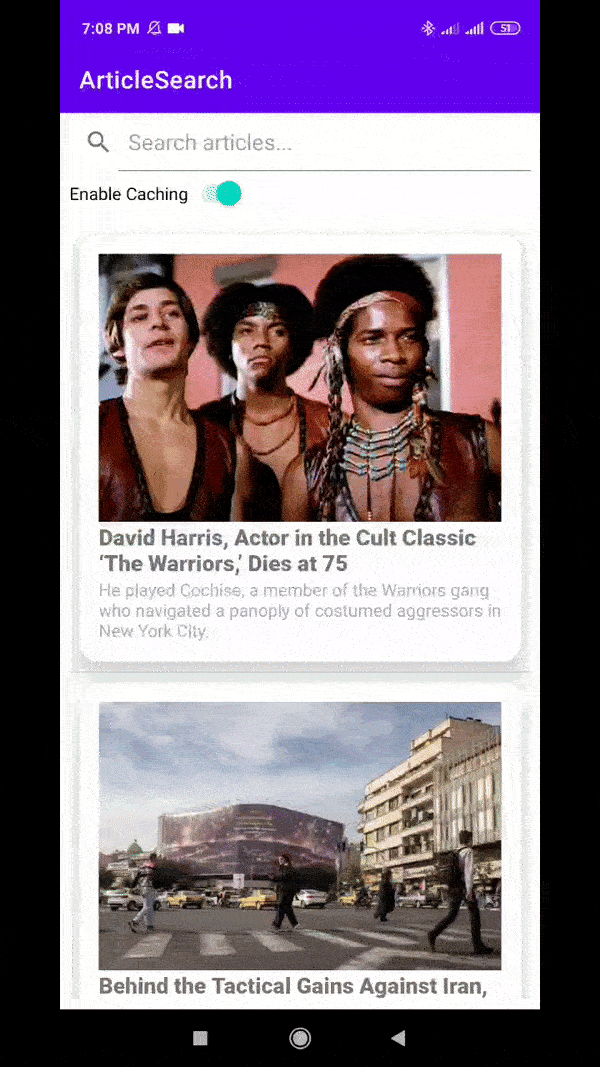 7:08 PM
51
ArticleSearch
Search articles...
Enable Caching
David Harris, Actor in the Cult Classic
‘The Warriors,’ Dies at 75
He played Cochise, a member of the Warriors gang
who navigated a panoply of costumed aggressors in
New York City.
Behind the Tactical Gains Against Iran,